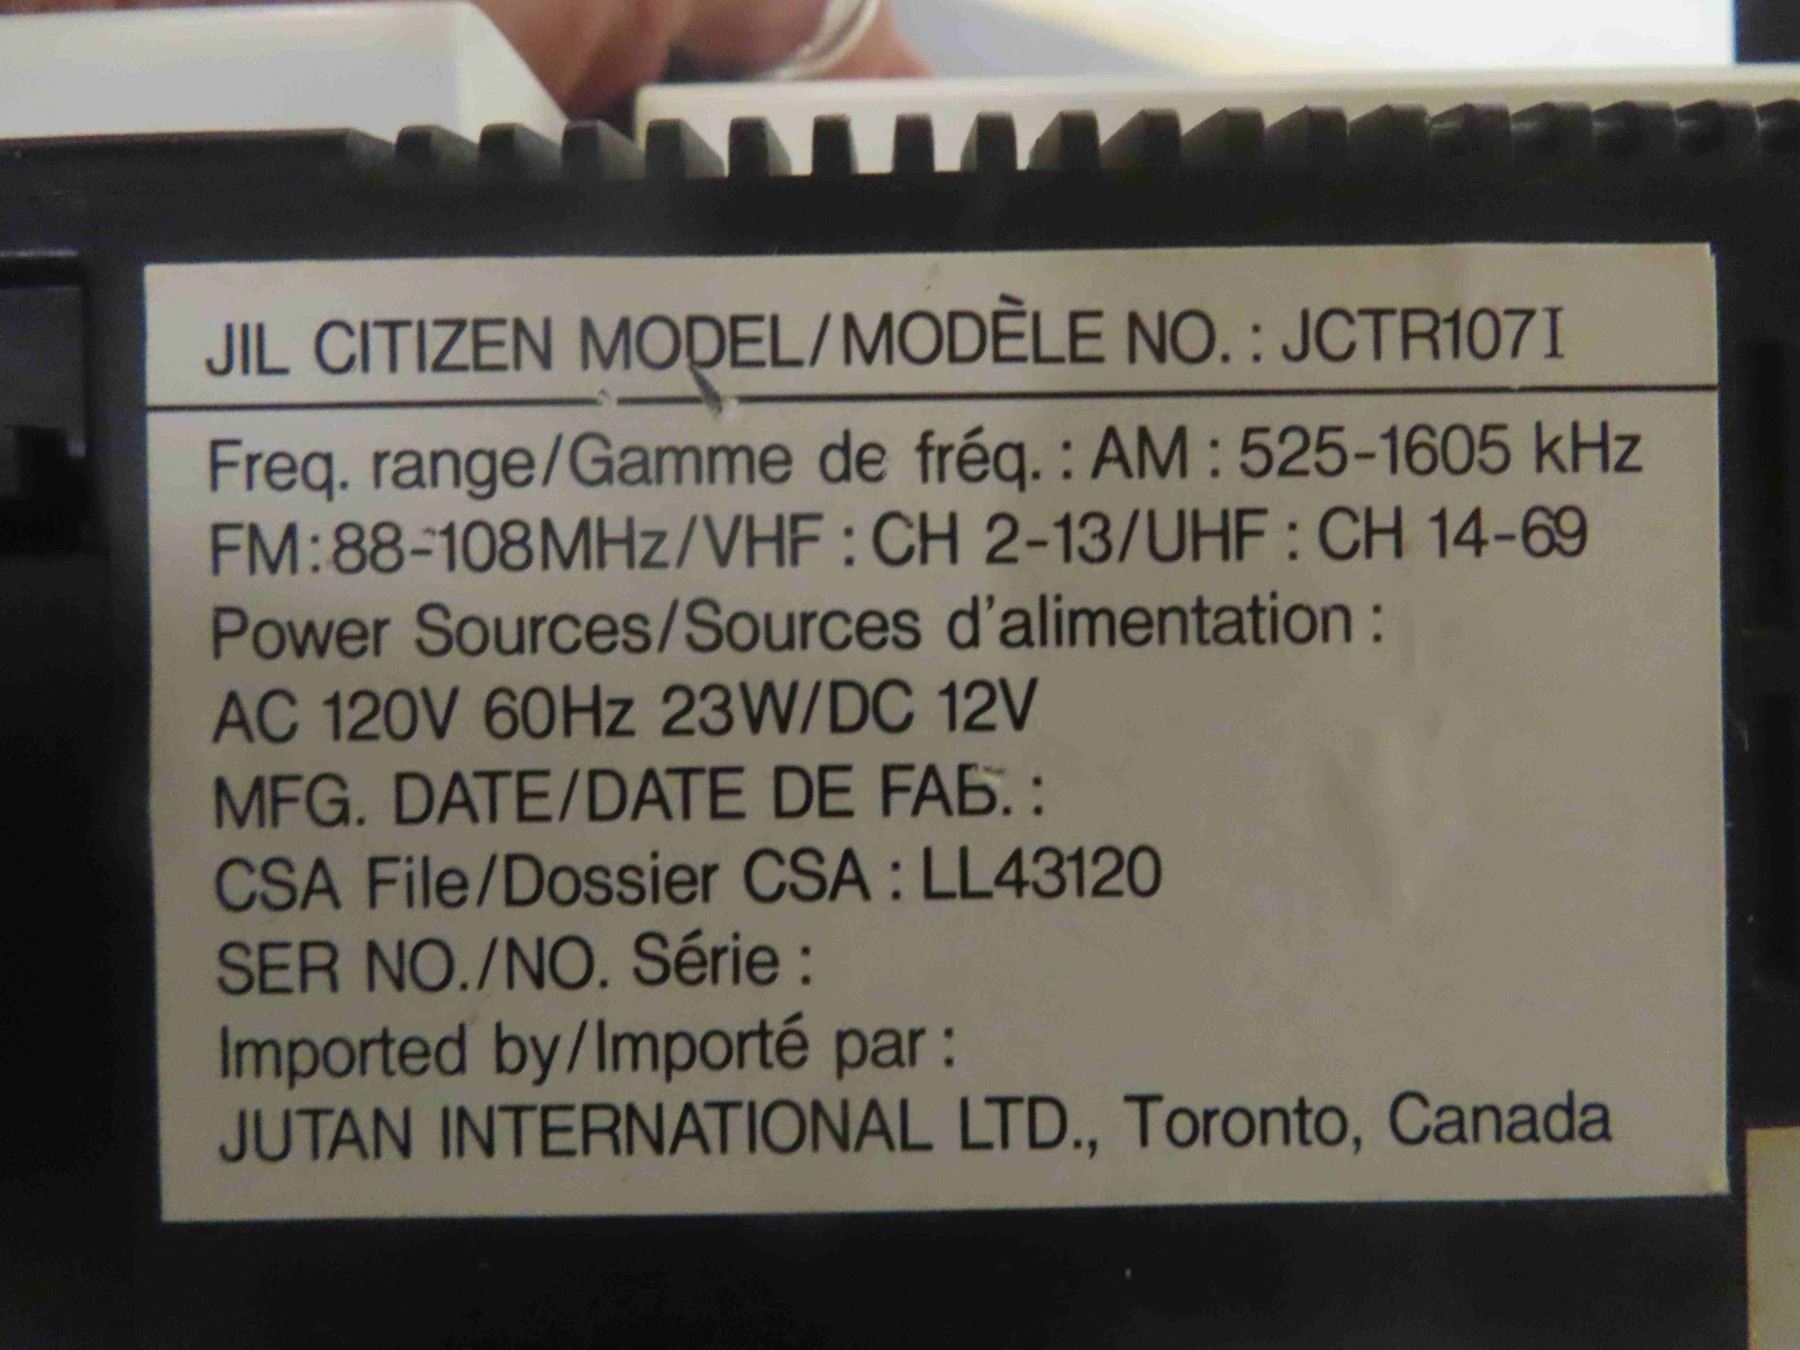 JIL CITIZEN MODEL/MODÈLE NO. : JCTR107I
Freq. range/Gamme de fréq. : AM : 525-1605 kHz
FM:88-108MHz/VHF : CH 2-13/UHF : CH 14-69
Power Sources/Sources d'alimentation :
AC 120V 60Hz 23W/DC 12V
MFG. DATE/DATE DE FAB. :
CSA File/Dossier CSA : LL43120
SER NO./NO. Série :
Imported by/Importé par :
JUTAN INTERNATIONAL LTD., Toronto, Canada